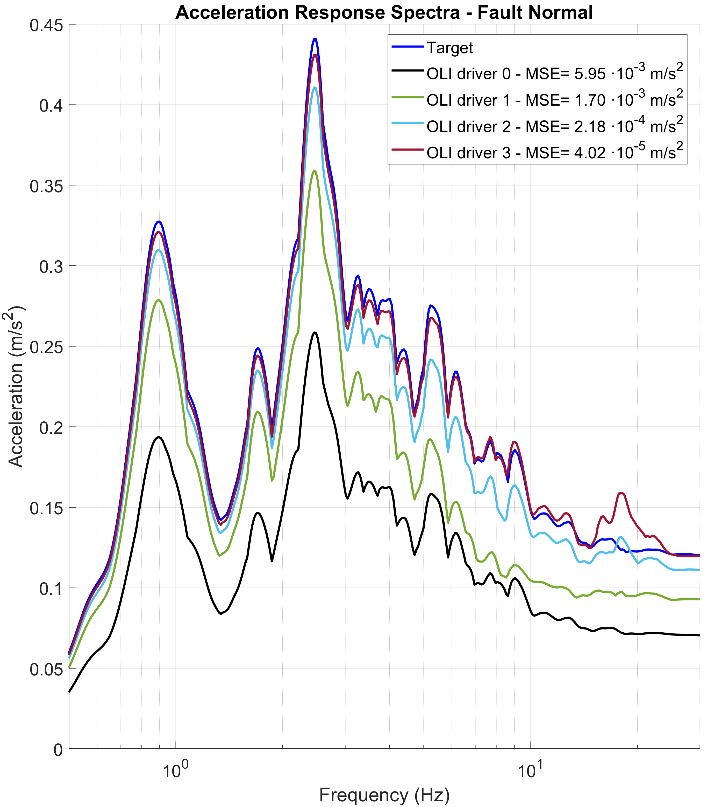 Acceleration Response Spectra - Fault Normal
Target
OLI driver 0 - MSE= 5.95 ·10⁻³ m/s²
OLI driver 1 - MSE= 1.70 ·10⁻³ m/s²
OLI driver 2 - MSE= 2.18 ·10⁻⁴ m/s²
OLI driver 3 - MSE= 4.02 ·10⁻⁵ m/s²
Acceleration (m/s²)
0.45
0.4
0.35
0.3
0.25
0.2
0.15
0.1
0.05
0
10⁰ 10¹
Frequency (Hz)